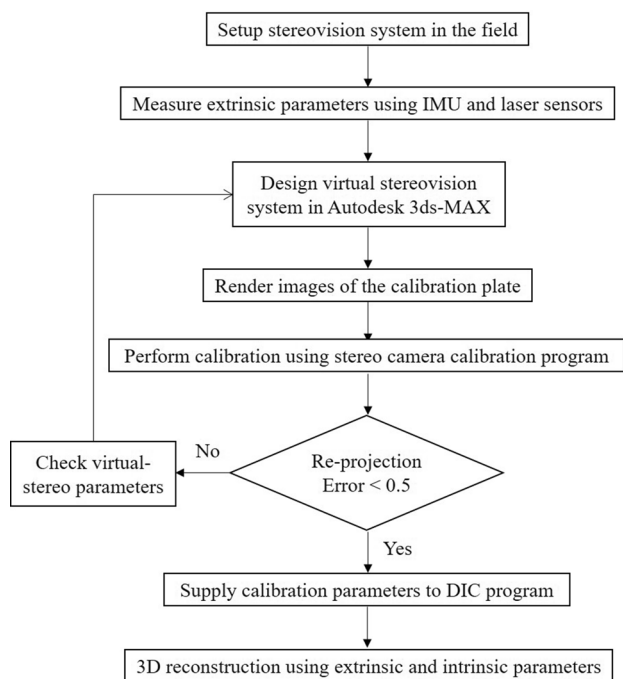 Setup stereovision system in the field
Measure extrinsic parameters using IMU and laser sensors
Design virtual stereovision
system in Autodesk 3ds-MAX
Render images of the calibration plate
Perform calibration using stereo camera calibration program
Re-projection
Error < 0.5
No
Check virtual-
stereo parameters
Yes
Supply calibration parameters to DIC program
3D reconstruction using extrinsic and intrinsic parameters